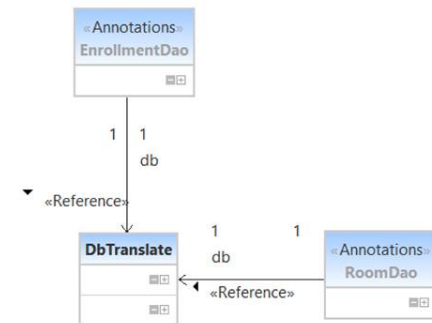 «Annotations»
EnrollmentDao
1 1
db
«Reference»
DbTranslate
1 1
db
«Reference»
«Annotations»
RoomDao